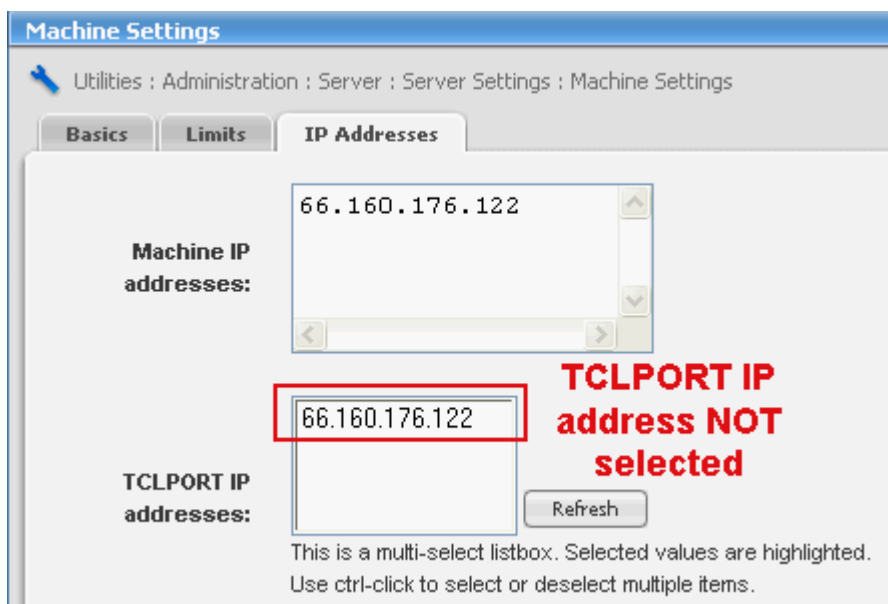 Machine Settings
Utilities : Administration : Server : Server Settings : Machine Settings
Basics Limits IP Addresses
66.160.176.122
Machine IP
addresses:
TCLPORT IP
address NOT
selected
66.160.176.122
TCLPORT IP
addresses:
Refresh
This is a multi-select listbox. Selected values are highlighted.
Use ctrl-click to select or deselect multiple items.